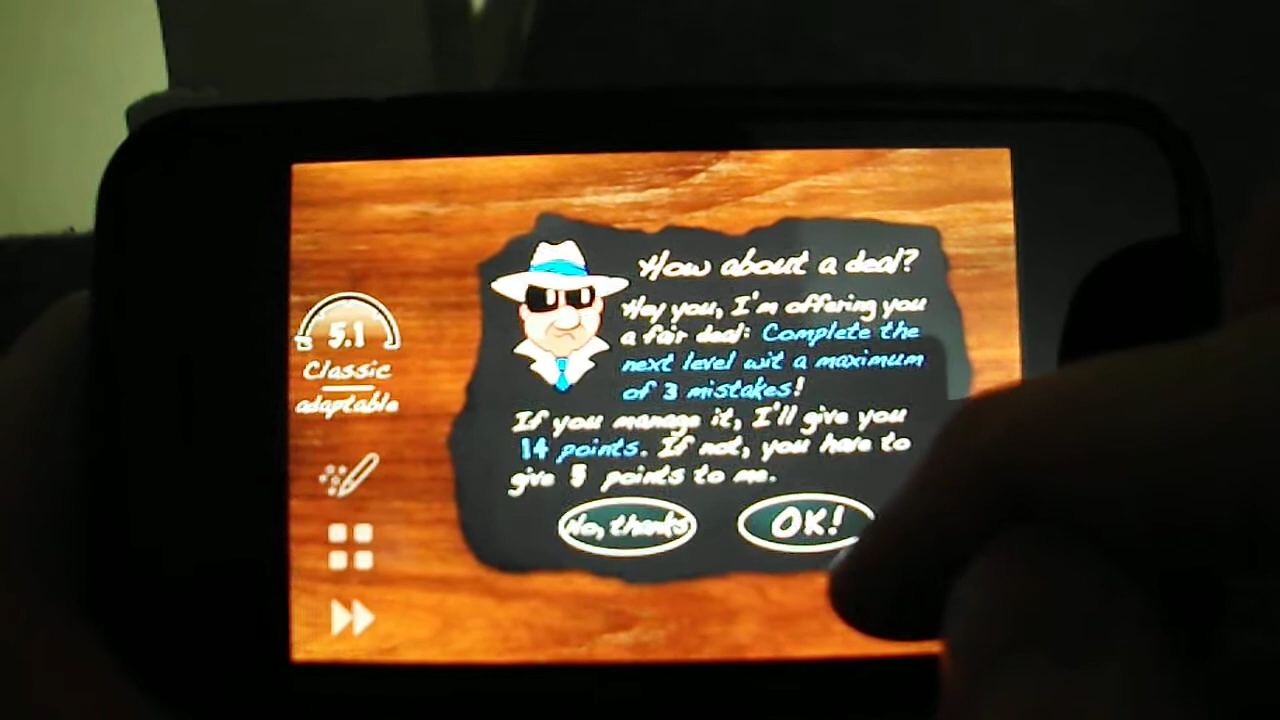 How about a deal?
Hey you, I'm offering you
a fair deal: Complete the
next level wit a maximum
of 3 mistakes!
If you manage it, I'll give you
14 points. If not, you have to
give 5 points to me.
No, thanks
OK!
5.1
Classic
adaptable